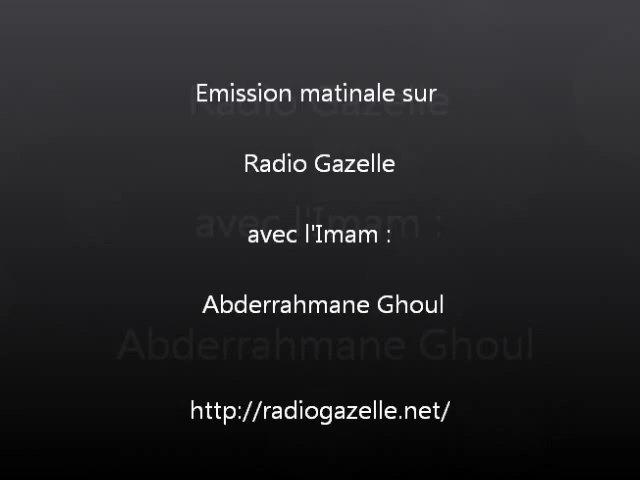 Emission matinale sur
Radio Gazelle
avec l'Imam :
Abderrahmane Ghoul
http://radiogazelle.net/